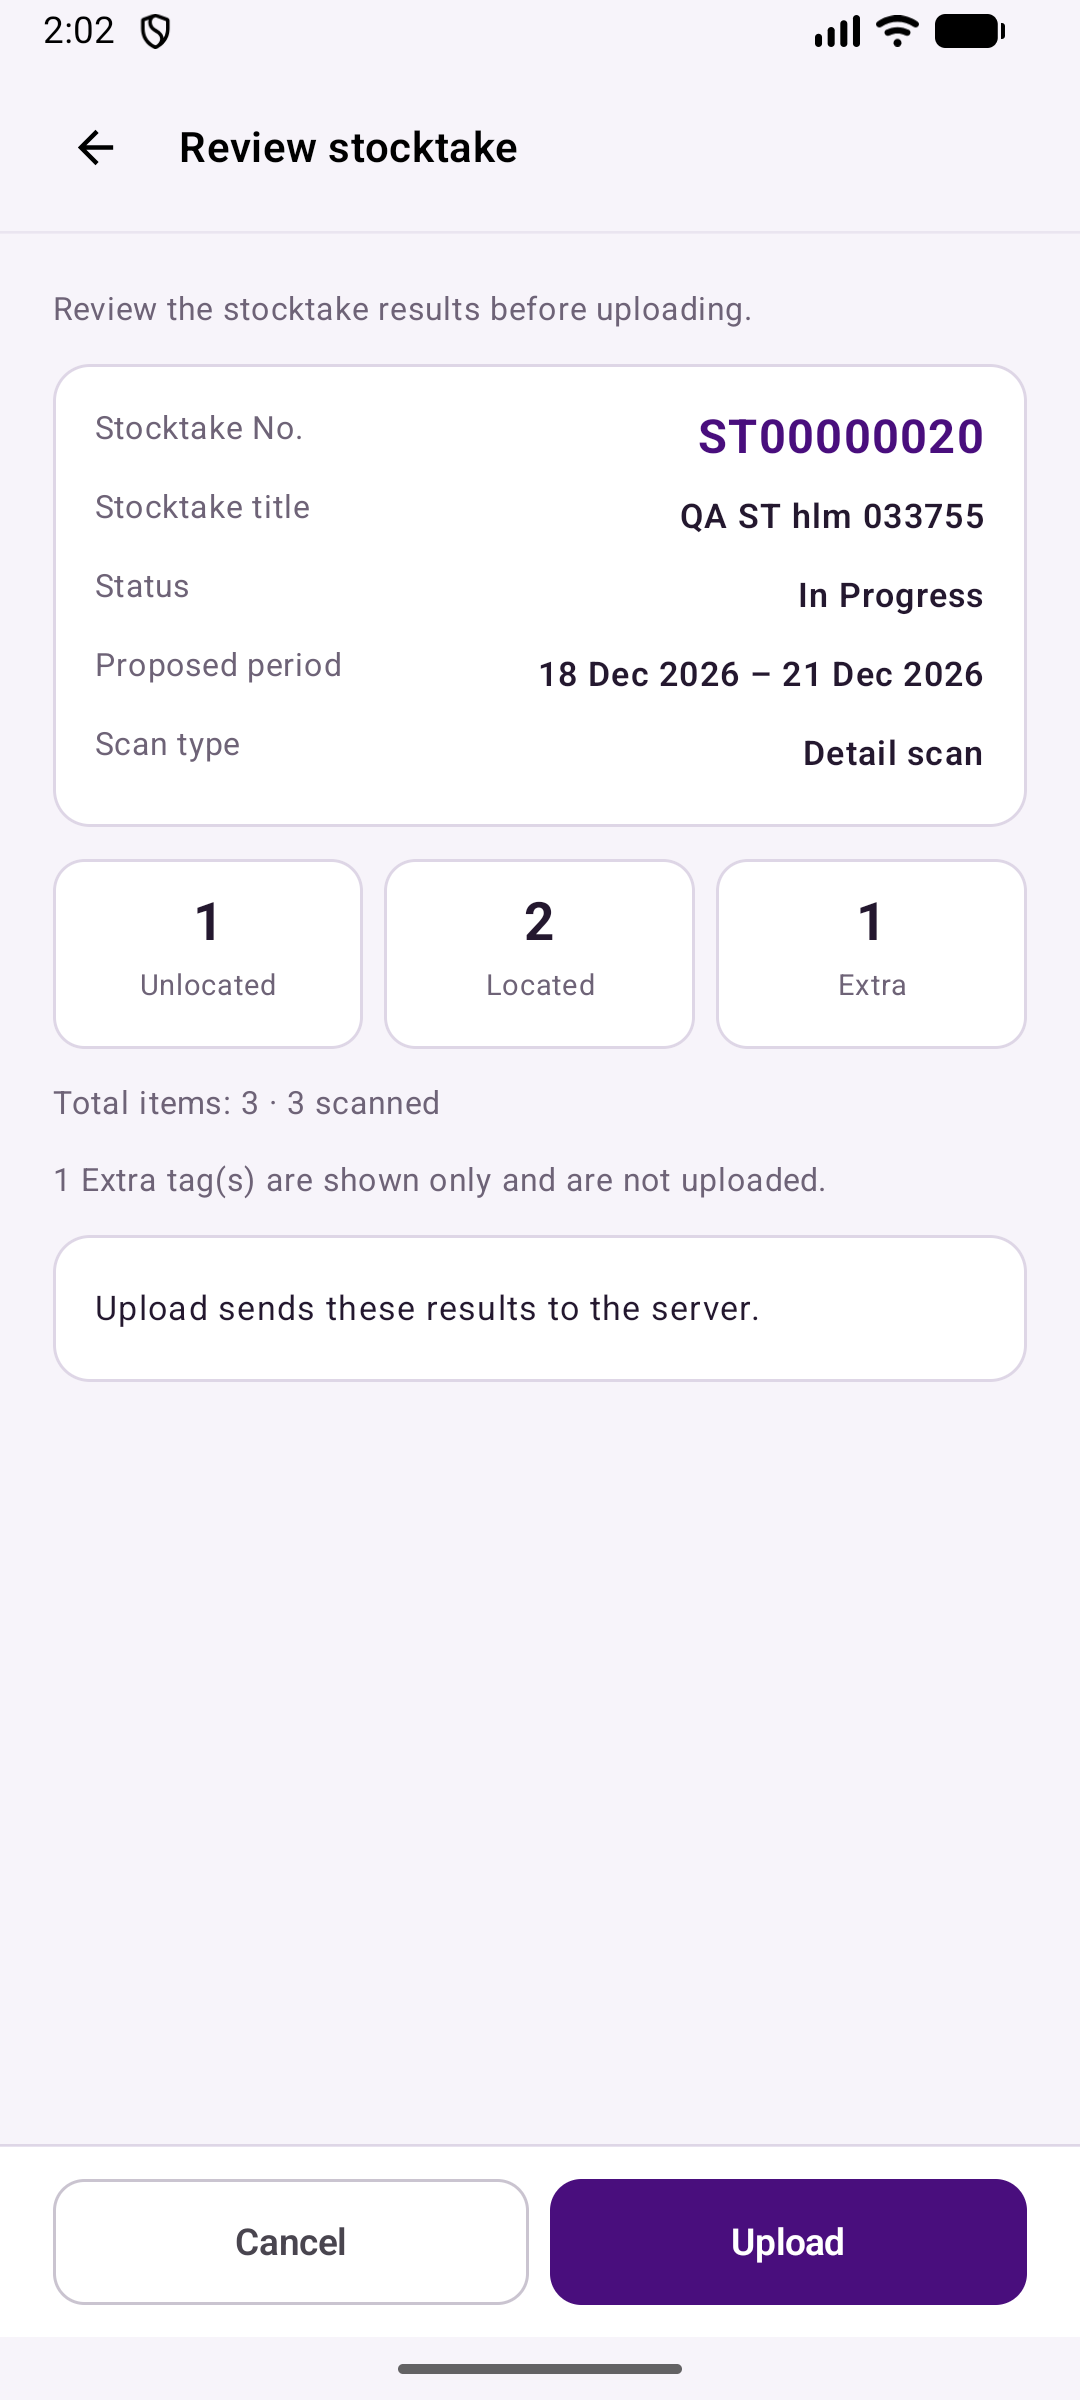 2:02
Review stocktake
Review the stocktake results before uploading.
Stocktake No. ST00000020
Stocktake title QA ST hlm 033755
Status In Progress
Proposed period 18 Dec 2026 – 21 Dec 2026
Scan type Detail scan
1 2 1
Unlocated Located Extra
Total items: 3 · 3 scanned
1 Extra tag(s) are shown only and are not uploaded.
Upload sends these results to the server.
Cancel Upload